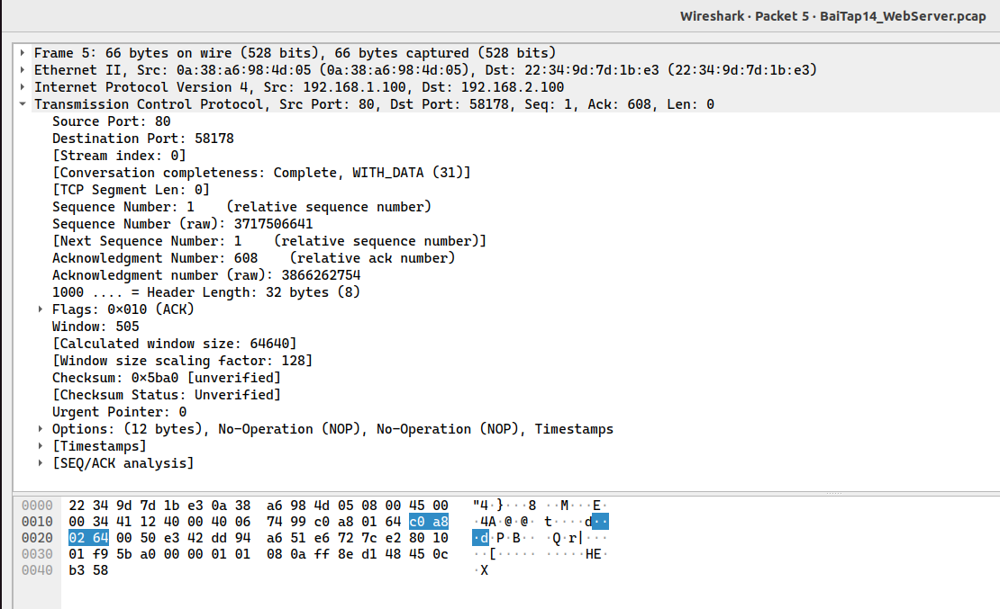 Wireshark · Packet 5 · BaiTap14_WebServer.pcap
Frame 5: 66 bytes on wire (528 bits), 66 bytes captured (528 bits)
Ethernet II, Src: 0a:38:a6:98:4d:05 (0a:38:a6:98:4d:05), Dst: 22:34:9d:7d:1b:e3 (22:34:9d:7d:1b:e3)
Internet Protocol Version 4, Src: 192.168.1.100, Dst: 192.168.2.100
Transmission Control Protocol, Src Port: 80, Dst Port: 58178, Seq: 1, Ack: 608, Len: 0
Source Port: 80
Destination Port: 58178
[Stream index: 0]
[Conversation completeness: Complete, WITH_DATA (31)]
[TCP Segment Len: 0]
Sequence Number: 1    (relative sequence number)
Sequence Number (raw): 3717506641
[Next Sequence Number: 1    (relative sequence number)]
Acknowledgment Number: 608    (relative ack number)
Acknowledgment number (raw): 3866262754
1000 .... = Header Length: 32 bytes (8)
Flags: 0x010 (ACK)
Window: 505
[Calculated window size: 64640]
[Window size scaling factor: 128]
Checksum: 0x5ba0 [unverified]
[Checksum Status: Unverified]
Urgent Pointer: 0
Options: (12 bytes), No-Operation (NOP), No-Operation (NOP), Timestamps
[Timestamps]
[SEQ/ACK analysis]
0000 22 34 9d 7d 1b e3 0a 38  a6 98 4d 05 08 00 45 00 "4·}···8 ··M···E·
0010 00 34 41 12 40 00 40 06  74 99 c0 a8 01 64 c0 a8 ·4A·@·@· t····d··
0020 02 64 00 50 e3 42 dd 94  a6 51 e6 72 7c e2 80 10 ·d·P·B·· ·Q·r|···
0030 01 f9 5b a0 00 00 01 01  08 0a ff 8e d1 48 45 0c ··[····· ·····HE·
0040 b3 58 ·X